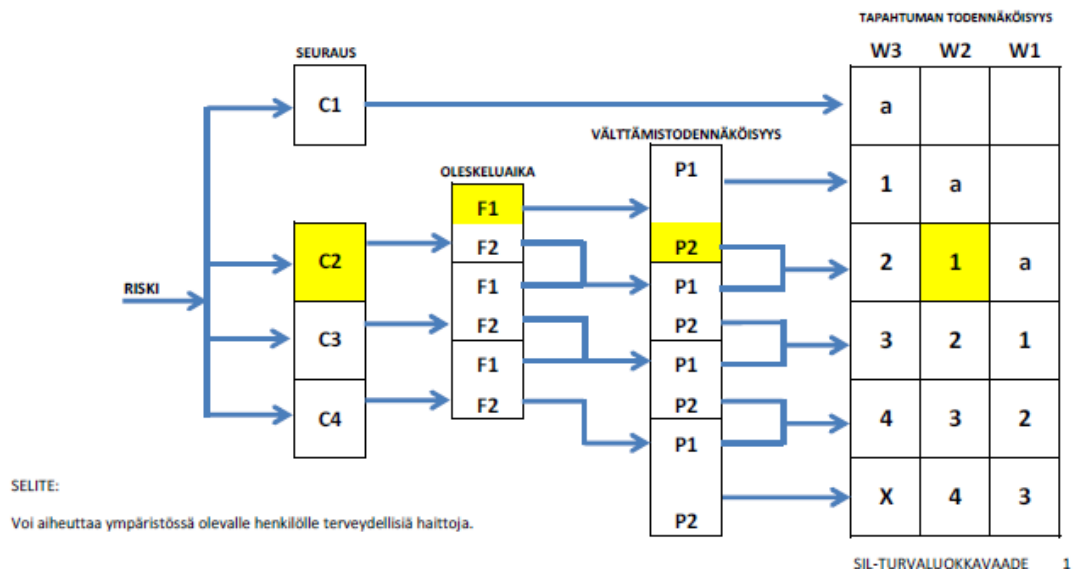 TAPAHTUMAN TODENNÄKÖISYYS
W3 W2 W1
SEURAUS
C1
a
VÄLTTÄMISTODENNÄKÖISYYS
P1
1 a
OLESKELUAIKA
F1
C2
F2
P2
2 1 a
RISKI
F1
P1
C3
F2
P2
3 2 1
F1
P1
C4
F2
P2
4 3 2
P1
SELITE:
X 4 3
Voi aiheuttaa ympäristössä olevalle henkilölle terveydellisiä haittoja.
P2
SIL-TURVALUOKKAVAADE 1